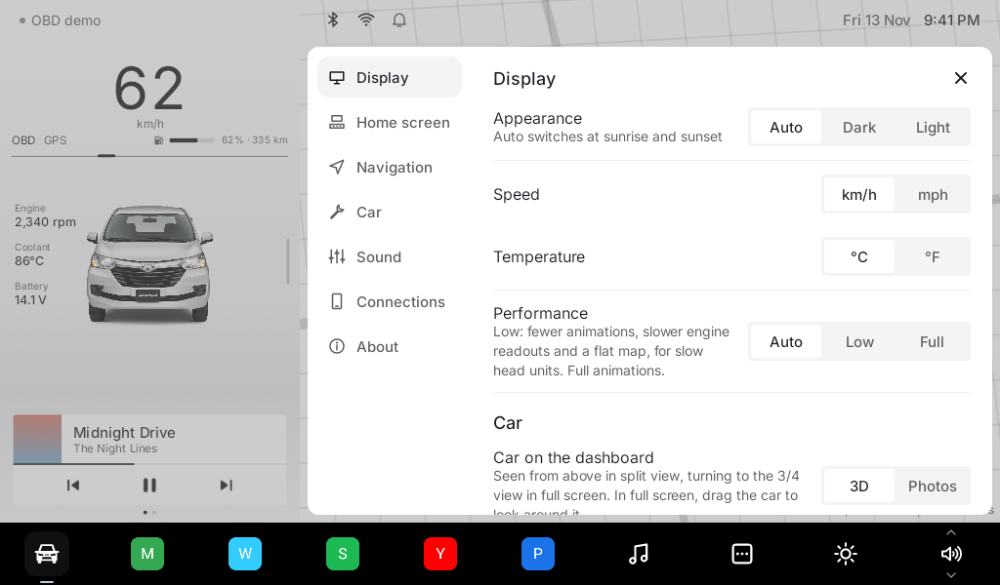 OBD demo
Fri 13 Nov 9:41 PM
62
km/h
OBD GPS 62% · 335 km
Engine
2,340 rpm
Coolant
86°C
Battery
14.1 V
Midnight Drive
The Night Lines
Display
Home screen
Navigation
Car
Sound
Connections
About
Display
Appearance
Auto switches at sunrise and sunset
Auto Dark Light
Speed
km/h mph
Temperature
°C °F
Performance
Low: fewer animations, slower engine
readouts and a flat map, for slow
head units. Full animations.
Auto Low Full
Car
Car on the dashboard
Seen from above in split view, turning to the 3/4
view in full screen. In full screen, drag the car to
look around it.
3D Photos
M W S Y P